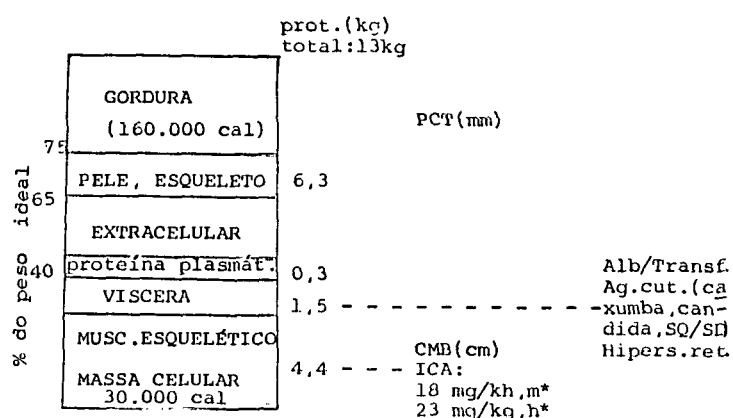 prot.(kg)
total:13kg
GORDURA
(160.000 cal)
PCT(mm)
75
PELE, ESQUELETO 6,3
65
EXTRACELULAR
proteína plasmát.
40
0,3
VISCERA
1,5
MUSC.ESQUELÉTICO
4,4
MASSA CELULAR
30.000 cal
CMB(cm)
ICA:
18 mg/kh,m*
23 mg/kg,h*
Alb/Transf.
Ag.cut.(ca
xumba,can-
dida,SQ/SD
Hipers.ret.
% do peso ideal